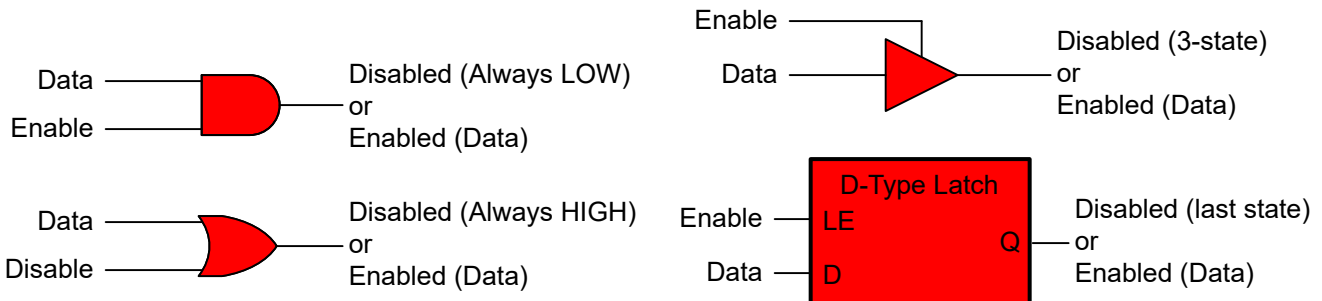 Data
Enable
Disabled (Always LOW)
or
Enabled (Data)
Data
Disable
Disabled (Always HIGH)
or
Enabled (Data)
Enable
Data
Disabled (3-state)
or
Enabled (Data)
D-Type Latch
Enable
LE
Data
D
Q
Disabled (last state)
or
Enabled (Data)